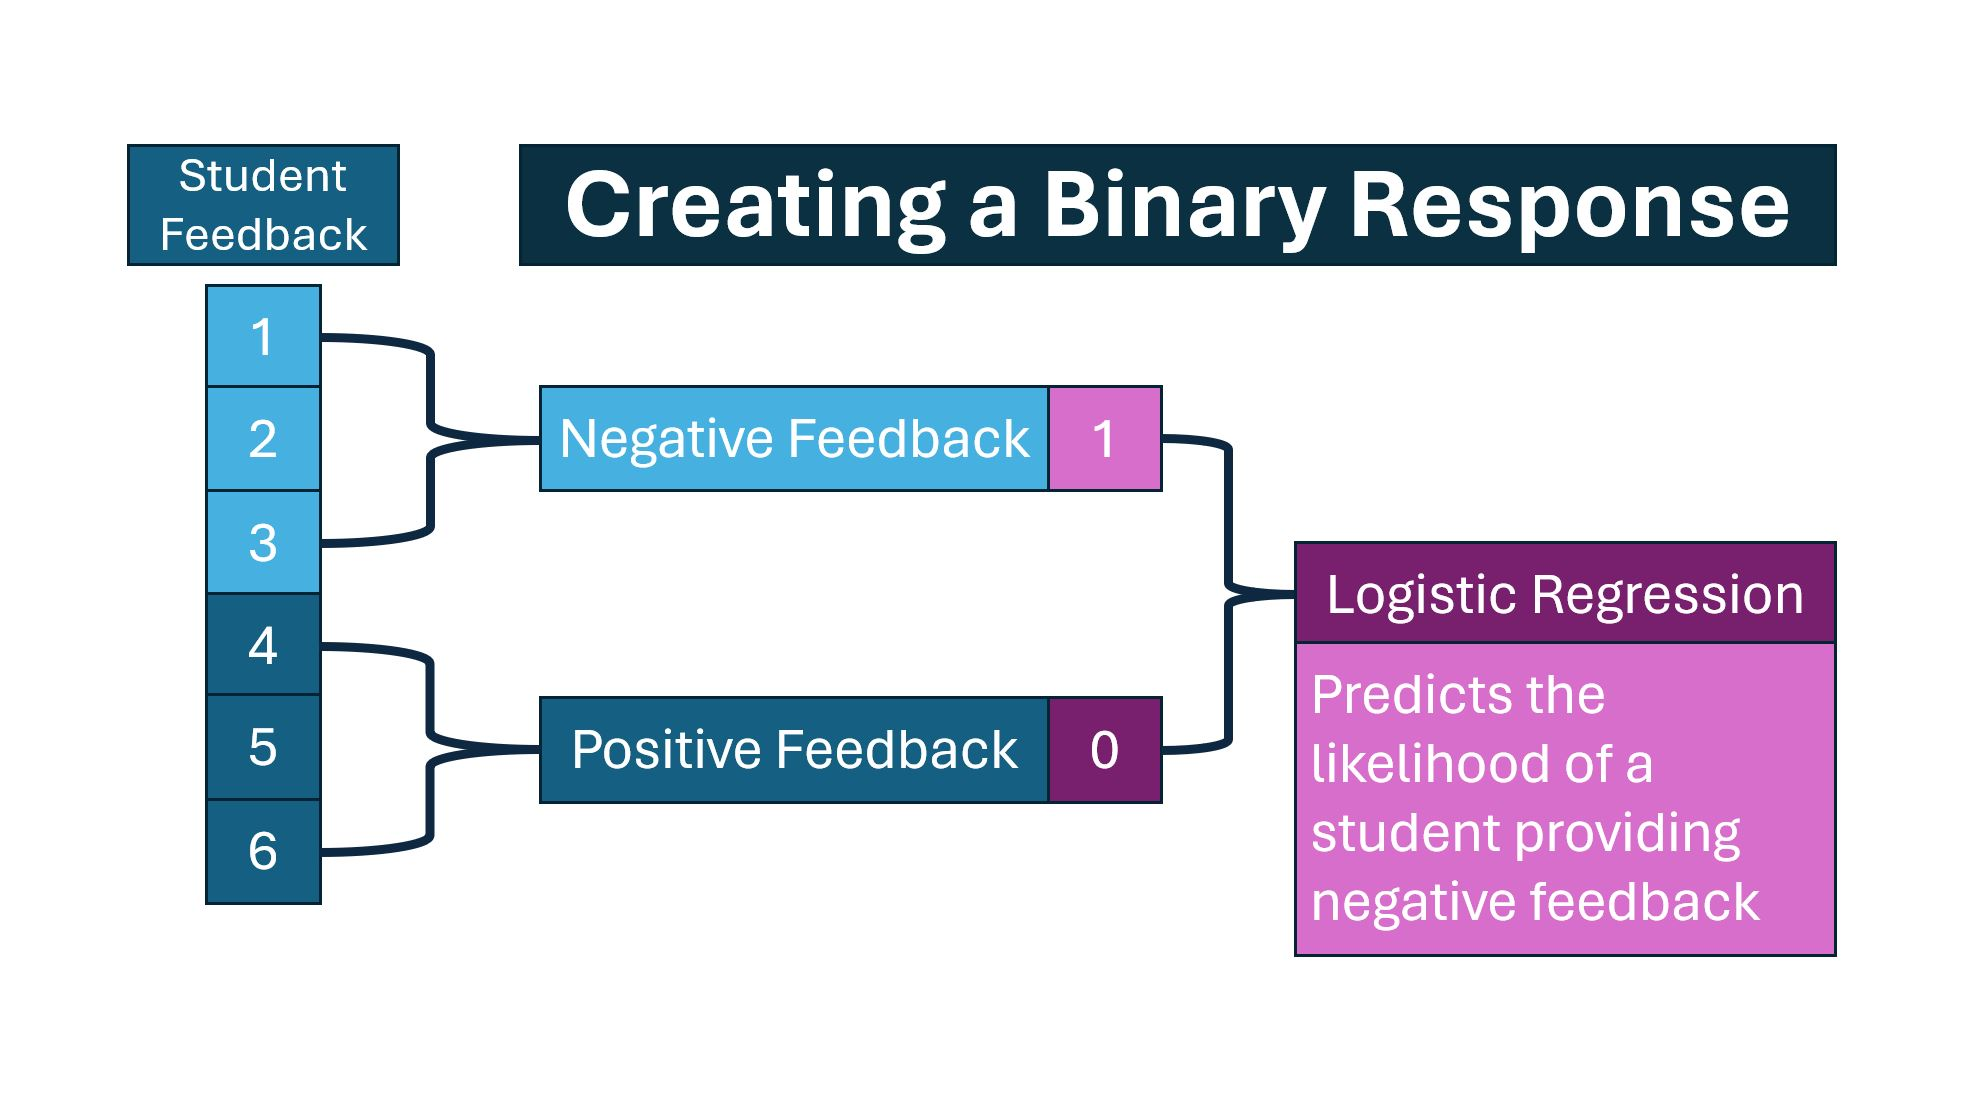 Student
Feedback
Creating a Binary Response
1
2
3
4
5
6
Negative Feedback 1
Positive Feedback 0
Logistic Regression
Predicts the
likelihood of a
student providing
negative feedback